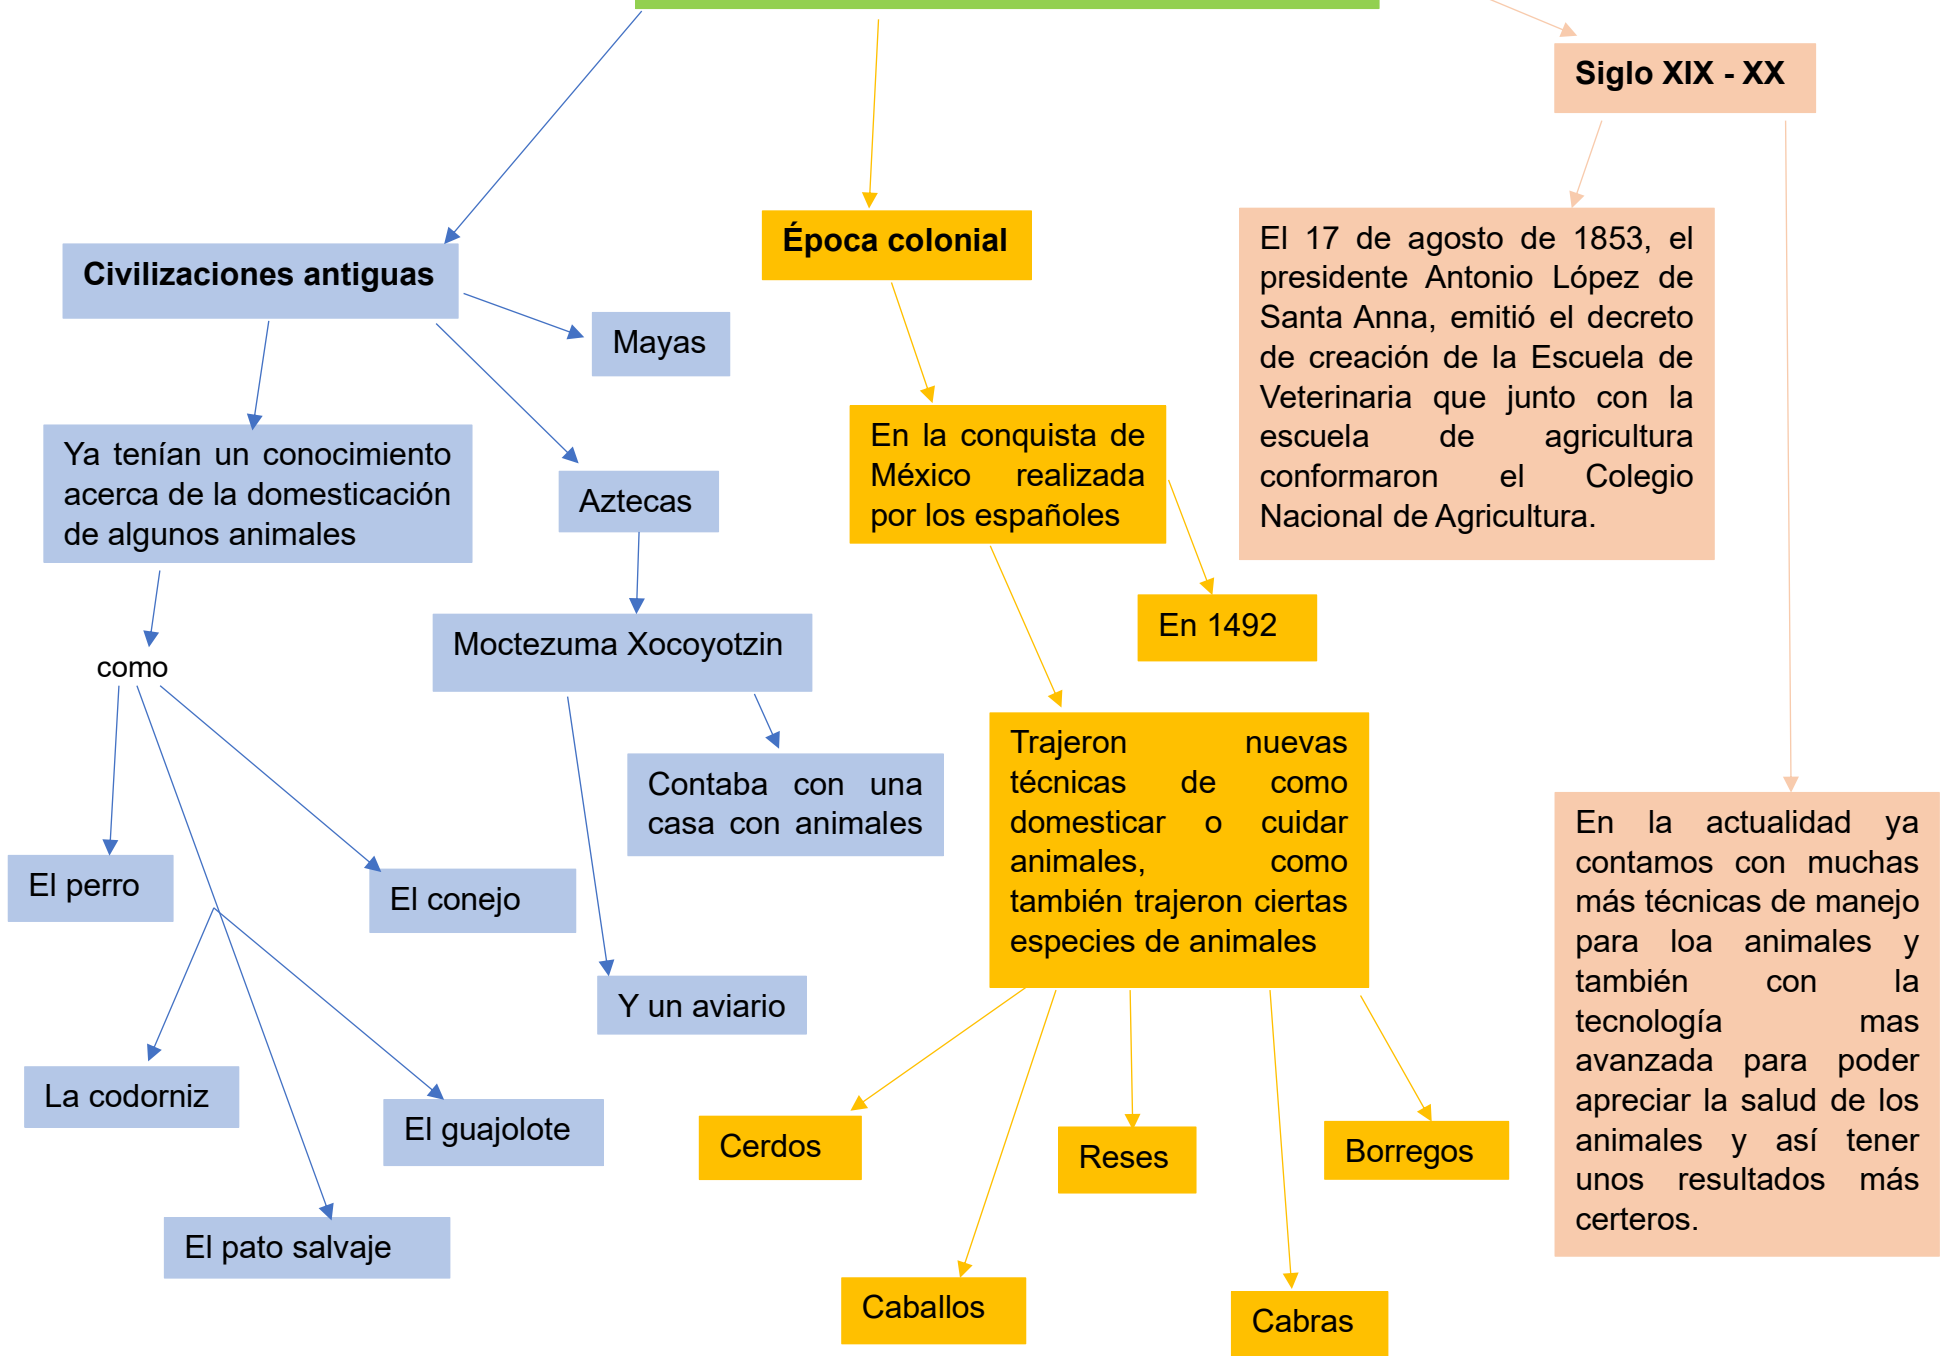 Siglo XIX - XX
Época colonial
Civilizaciones antiguas
El 17 de agosto de 1853, el
presidente Antonio López de
Santa Anna, emitió el decreto
de creación de la Escuela de
Veterinaria que junto con la
escuela de agricultura
conformaron el Colegio
Nacional de Agricultura.
Mayas
Ya tenían un conocimiento
acerca de la domesticación
de algunos animales
Aztecas
En la conquista de
México realizada
por los españoles
En 1492
como
Moctezuma Xocoyotzin
Contaba con una
casa con animales
Trajeron nuevas
técnicas de como
domesticar o cuidar
animales, como
también trajeron ciertas
especies de animales
En la actualidad ya
contamos con muchas
más técnicas de manejo
para loa animales y
también con la
tecnología mas
avanzada para poder
apreciar la salud de los
animales y así tener
unos resultados más
certeros.
El perro
El conejo
Y un aviario
La codorniz
El guajolote
El pato salvaje
Cerdos
Reses
Borregos
Caballos
Cabras